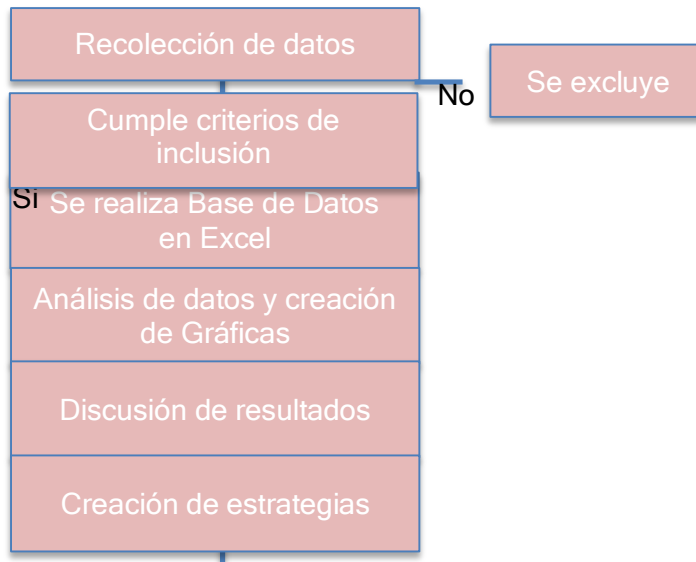 Recolección de datos
No
Se excluye
Cumple criterios de
inclusión
Sí
Se realiza Base de Datos
en Excel
Análisis de datos y creación
de Gráficas
Discusión de resultados
Creación de estrategias